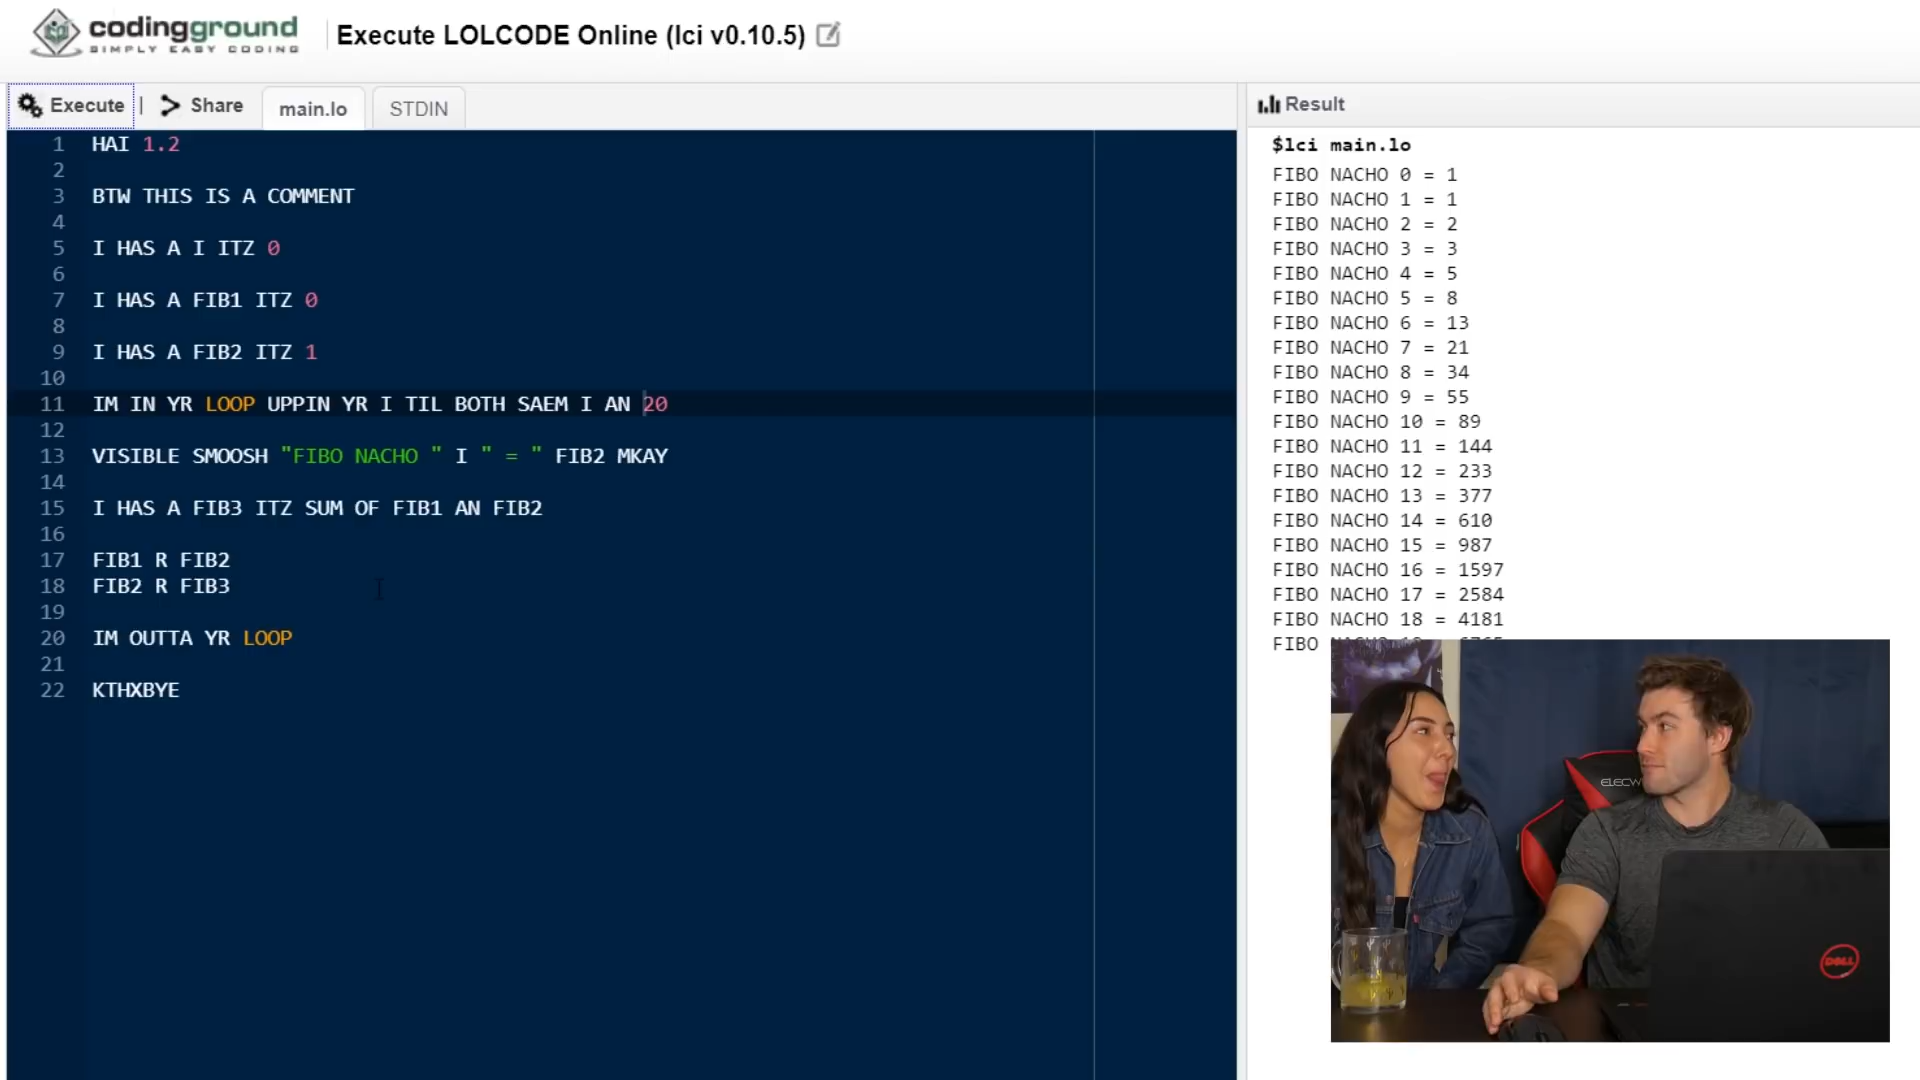 codingground
SIMPLY EASY CODING
Execute LOLCODE Online (lci v0.10.5)
Execute | Share main.lo STDIN
1 HAI 1.2
2
3 BTW THIS IS A COMMENT
4
5 I HAS A I ITZ 0
6
7 I HAS A FIB1 ITZ 0
8
9 I HAS A FIB2 ITZ 1
10
11 IM IN YR LOOP UPPIN YR I TIL BOTH SAEM I AN 20
12
13 VISIBLE SMOOSH "FIBO NACHO " I " = " FIB2 MKAY
14
15 I HAS A FIB3 ITZ SUM OF FIB1 AN FIB2
16
17 FIB1 R FIB2
18 FIB2 R FIB3
19
20 IM OUTTA YR LOOP
21
22 KTHXBYE
Result
$lci main.lo
FIBO NACHO 0 = 1
FIBO NACHO 1 = 1
FIBO NACHO 2 = 2
FIBO NACHO 3 = 3
FIBO NACHO 4 = 5
FIBO NACHO 5 = 8
FIBO NACHO 6 = 13
FIBO NACHO 7 = 21
FIBO NACHO 8 = 34
FIBO NACHO 9 = 55
FIBO NACHO 10 = 89
FIBO NACHO 11 = 144
FIBO NACHO 12 = 233
FIBO NACHO 13 = 377
FIBO NACHO 14 = 610
FIBO NACHO 15 = 987
FIBO NACHO 16 = 1597
FIBO NACHO 17 = 2584
FIBO NACHO 18 = 4181
FIBO
ELECW
DELL